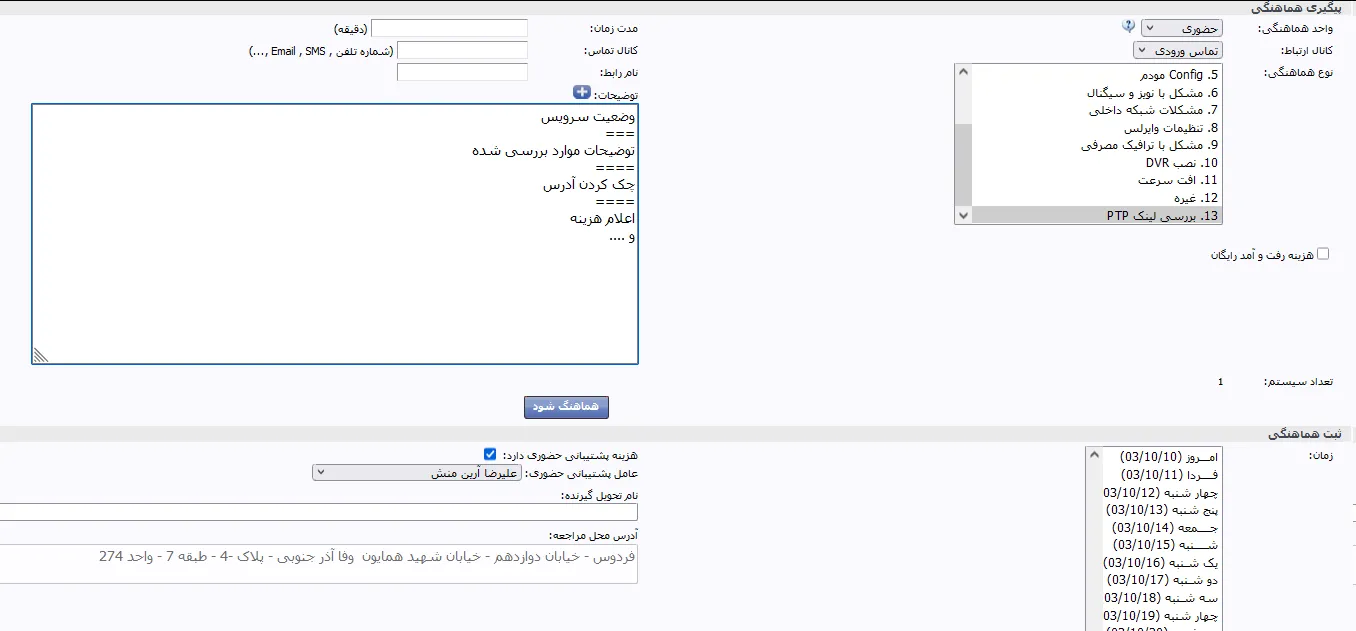 پیگیری هماهنگی
واحد هماهنگی: حضوری
کانال ارتباط: تماس ورودی
نوع هماهنگی:
5. Config مودم
6. مشکل با نویز و سیگنال
7. مشکلات شبکه داخلی
8. تنظیمات وایرلس
9. مشکل با ترافیک مصرفی
10. نصب DVR
11. افت سرعت
12. غیره
13. بررسی لینک PTP
هزینه رفت و آمد رایگان
تعداد سیستم: 1
مدت زمان: (دقیقه)
کانال تماس: (شماره تلفن , Email , SMS ,...)
نام رابط:
توضیحات:
وضعیت سرویس
===
توضیحات موارد بررسی شده
====
چک کردن آدرس
====
اعلام هزینه
و ....
هماهنگ شود
ثبت هماهنگی
زمان:
امـــروز (03/10/10)
فـــردا (03/10/11)
چهار شنبه (03/10/12
پنج شنبه (03/10/13)
جـــمعه (03/10/14)
شـــنبه (03/10/15)
یک شنبه (03/10/16)
دو شنبه (03/10/17)
سه شنبه (03/10/18
چهار شنبه (03/10/19
هزینه پشتیبانی حضوری دارد:
عامل پشتیبانی حضوری: علیرضا آرین منش
نام تحویل گیرنده:
آدرس محل مراجعه:
فردوس - خیابان دوازدهم - خیابان شهید همایون وفا آذر جنوبی - پلاک -4 - طبقه 7 - واحد 274